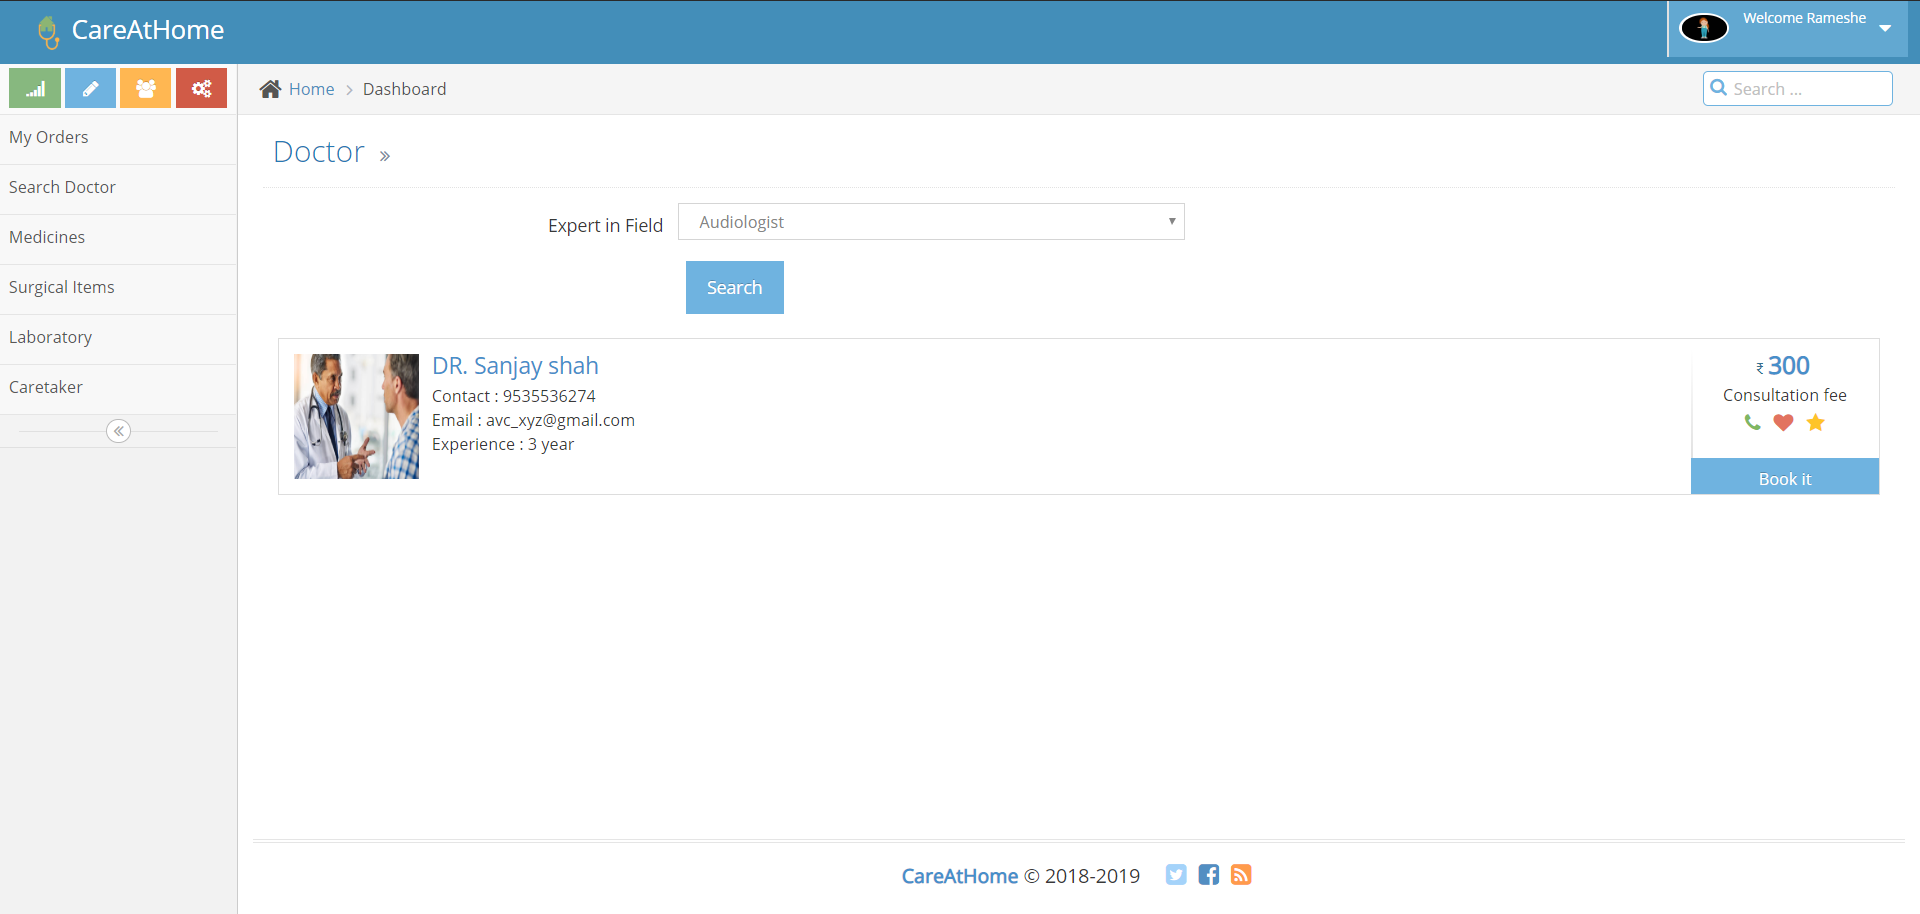 CareAtHome
Welcome Rameshe
Home
Dashboard
Search ...
My Orders
Search Doctor
Medicines
Surgical Items
Laboratory
Caretaker
Doctor
Expert in Field
Audiologist
Search
DR. Sanjay shah
Contact : 9535536274
Email : avc_xyz@gmail.com
Experience : 3 year
₹ 300
Consultation fee
Book it
CareAtHome © 2018-2019